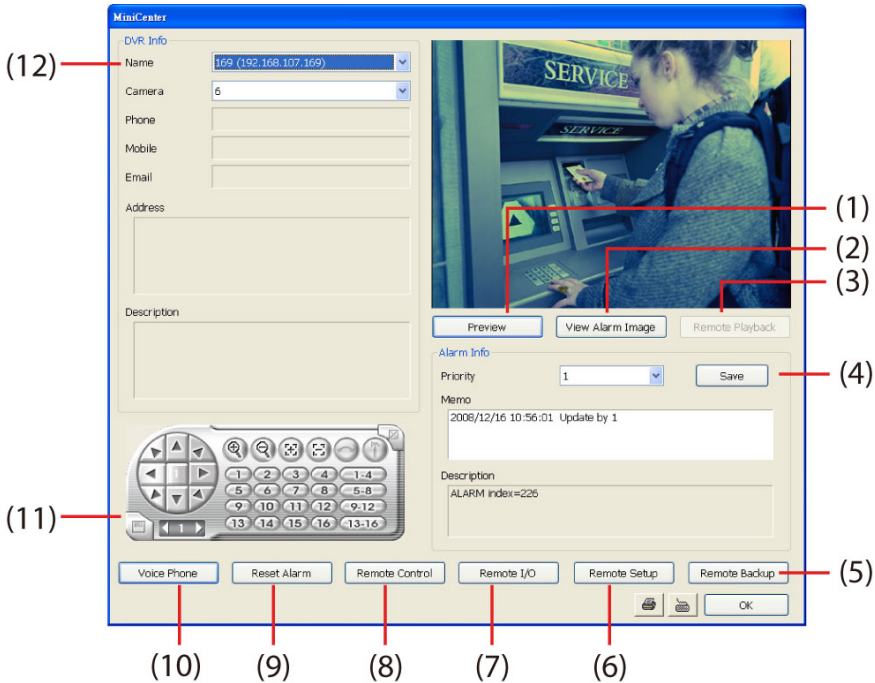 MiniCenter
DVR Info
(12)
Name
169 (192.168.107.169)
Camera
6
Phone
Mobile
Email
Address
Description
SERVICE
SERVICE
(1)
(2)
(3)
Preview
View Alarm Image
Remote Playback
Alarm Info
Priority
1
Save
(4)
Memo
2008/12/16 10:56:01 Update by 1
Description
ALARM index=226
1
1 2 3 4 1-4
5 6 7 8 5-8
9 10 11 12 9-12
13 14 15 16 13-16
1
(11)
Voice Phone
Reset Alarm
Remote Control
Remote I/O
Remote Setup
Remote Backup
(5)
OK
(10)
(9)
(8)
(7)
(6)